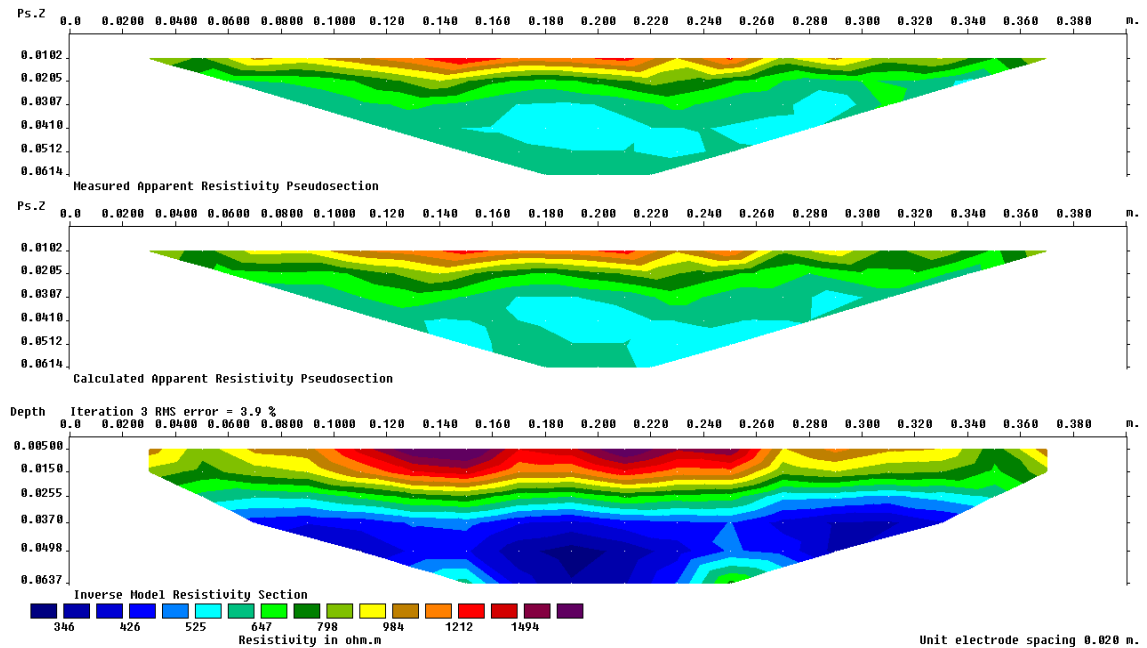 Ps.Z 0.0 0.0200 0.0400 0.0600 0.0800 0.100 0.120 0.140 0.160 0.180 0.200 0.220 0.240 0.260 0.280 0.300 0.320 0.340 0.360 0.380 m.
0.0102
0.0205
0.0307
0.0410
0.0512
0.0614
Measured Apparent Resistivity Pseudosection
Ps.Z 0.0 0.0200 0.0400 0.0600 0.0800 0.100 0.120 0.140 0.160 0.180 0.200 0.220 0.240 0.260 0.280 0.300 0.320 0.340 0.360 0.380 m.
0.0102
0.0205
0.0307
0.0410
0.0512
0.0614
Calculated Apparent Resistivity Pseudosection
Depth Iteration 3 RMS error = 3.9 %
0.0 0.0200 0.0400 0.0600 0.0800 0.100 0.120 0.140 0.160 0.180 0.200 0.220 0.240 0.260 0.280 0.300 0.320 0.340 0.360 0.380 m.
0.00500
0.0150
0.0255
0.0370
0.0498
0.0637
Inverse Model Resistivity Section
346 426 525 647 798 984 1212 1494
Resistivity in ohm.m Unit electrode spacing 0.020 m.